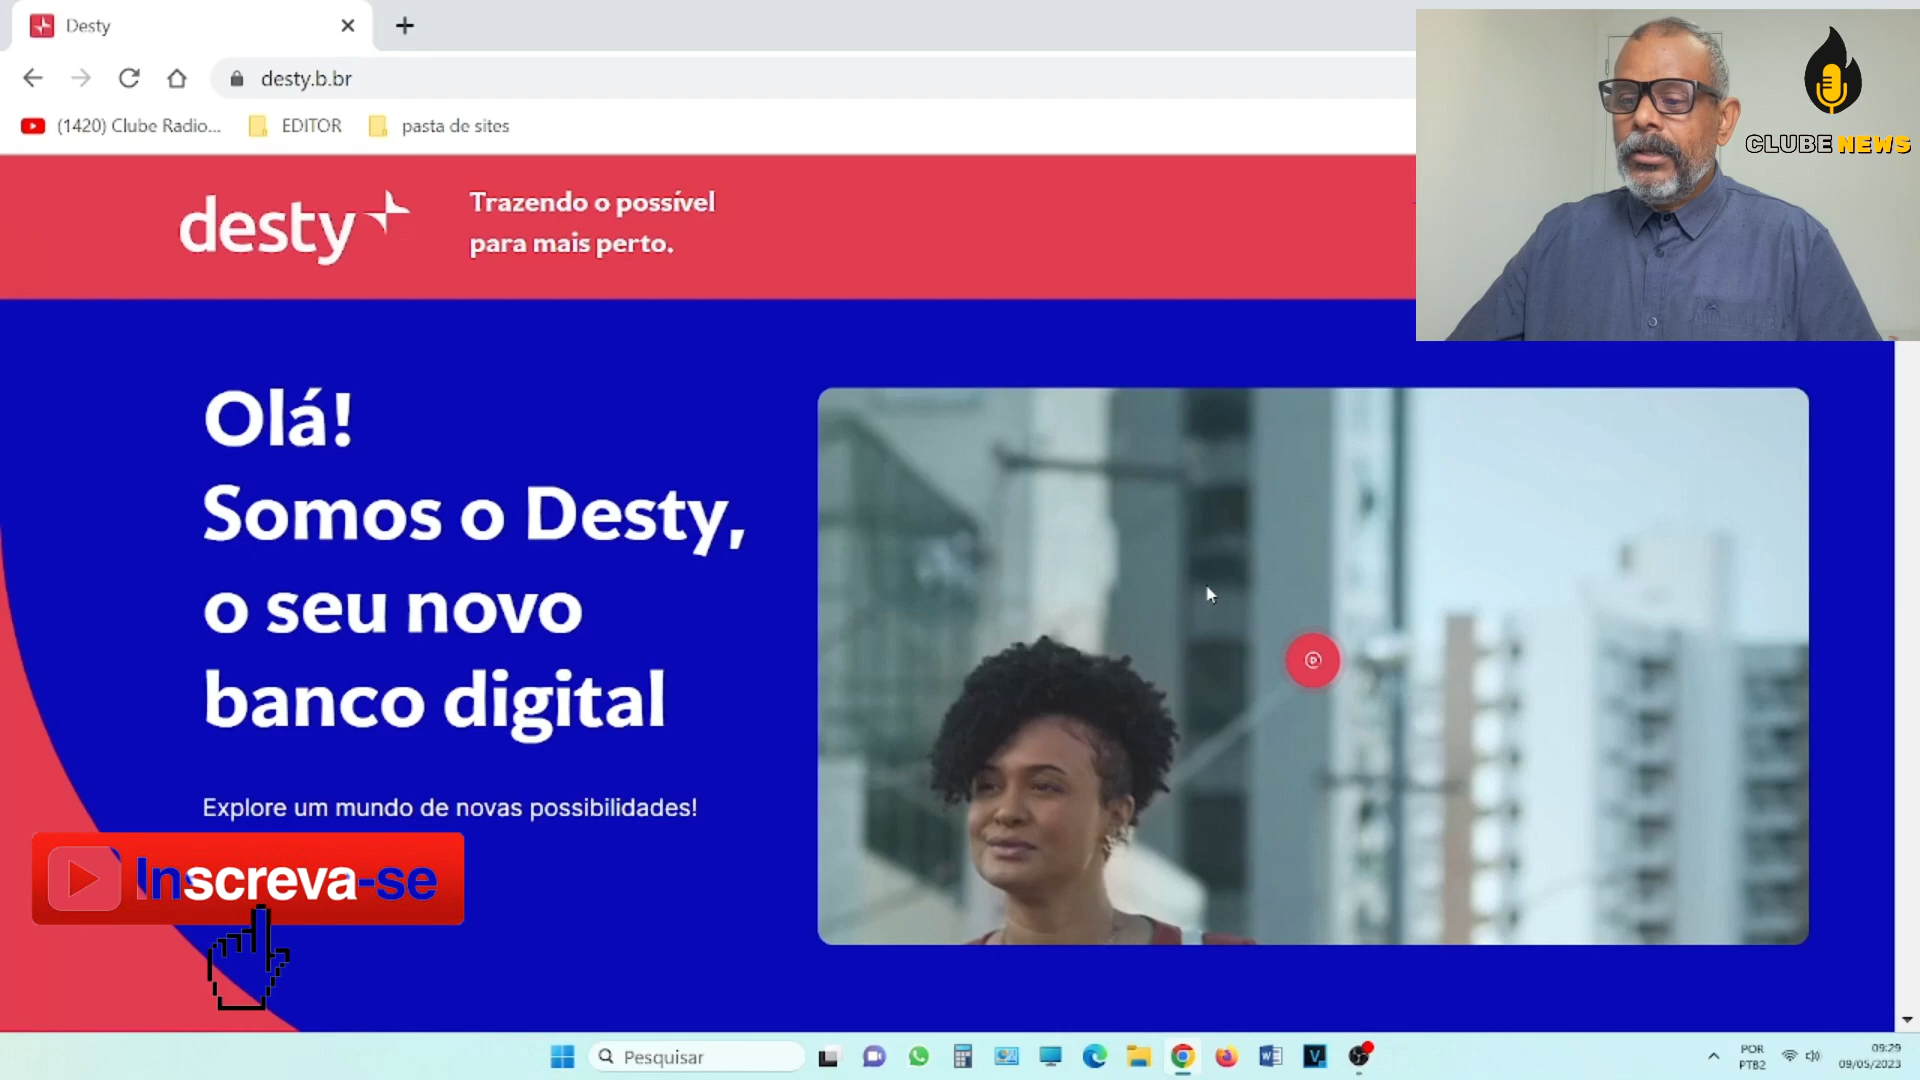 Desty
desty.b.br
(1420) Clube Radio...
EDITOR
pasta de sites
CLUBE NEWS
desty
Trazendo o possível
para mais perto.
Olá!
Somos o Desty,
o seu novo
banco digital
Explore um mundo de novas possibilidades!
Inscreva-se
Pesquisar
POR
PTB2
09:29
09/05/2023